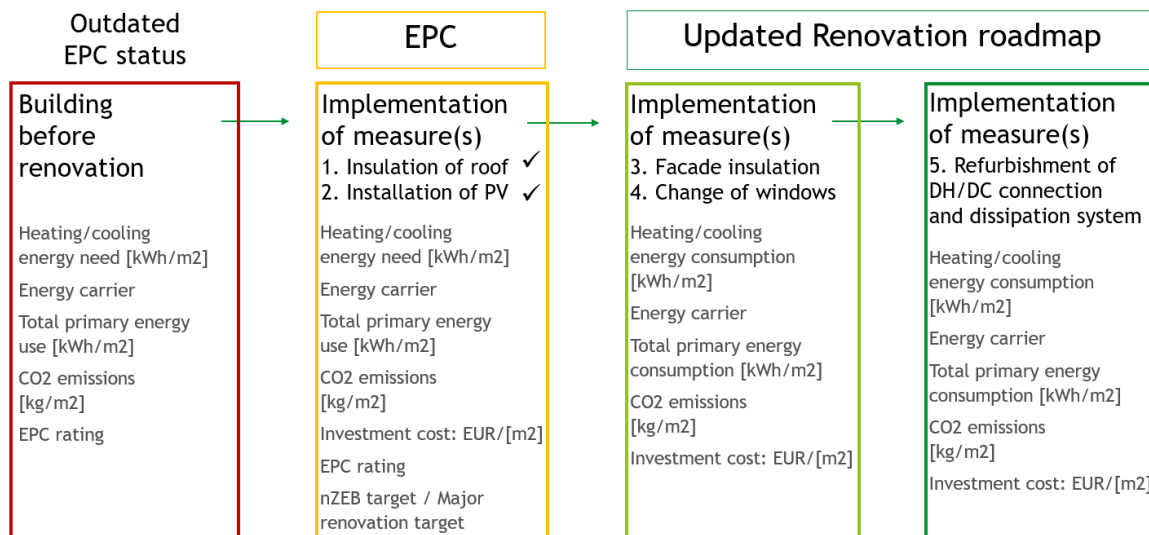 Outdated
EPC status
EPC
Updated Renovation roadmap
Building
before
renovation
Heating/cooling
energy need [kWh/m2]
Energy carrier
Total primary energy
use [kWh/m2]
CO2 emissions
[kg/m2]
EPC rating
Implementation
of measure(s)
1. Insulation of roof ✓
2. Installation of PV ✓
Heating/cooling
energy need [kWh/m2]
Energy carrier
Total primary energy
use [kWh/m2]
CO2 emissions
[kg/m2]
Investment cost: EUR/[m2]
EPC rating
nZEB target / Major
renovation target
Implementation
of measure(s)
3. Facade insulation
4. Change of windows
Heating/cooling
energy consumption
[kWh/m2]
Energy carrier
Total primary energy
consumption [kWh/m2]
CO2 emissions
[kg/m2]
Investment cost: EUR/[m2]
Implementation
of measure(s)
5. Refurbishment of
DH/DC connection
and dissipation system
Heating/cooling
energy consumption
[kWh/m2]
Energy carrier
Total primary energy
consumption [kWh/m2]
CO2 emissions
[kg/m2]
Investment cost: EUR/[m2]